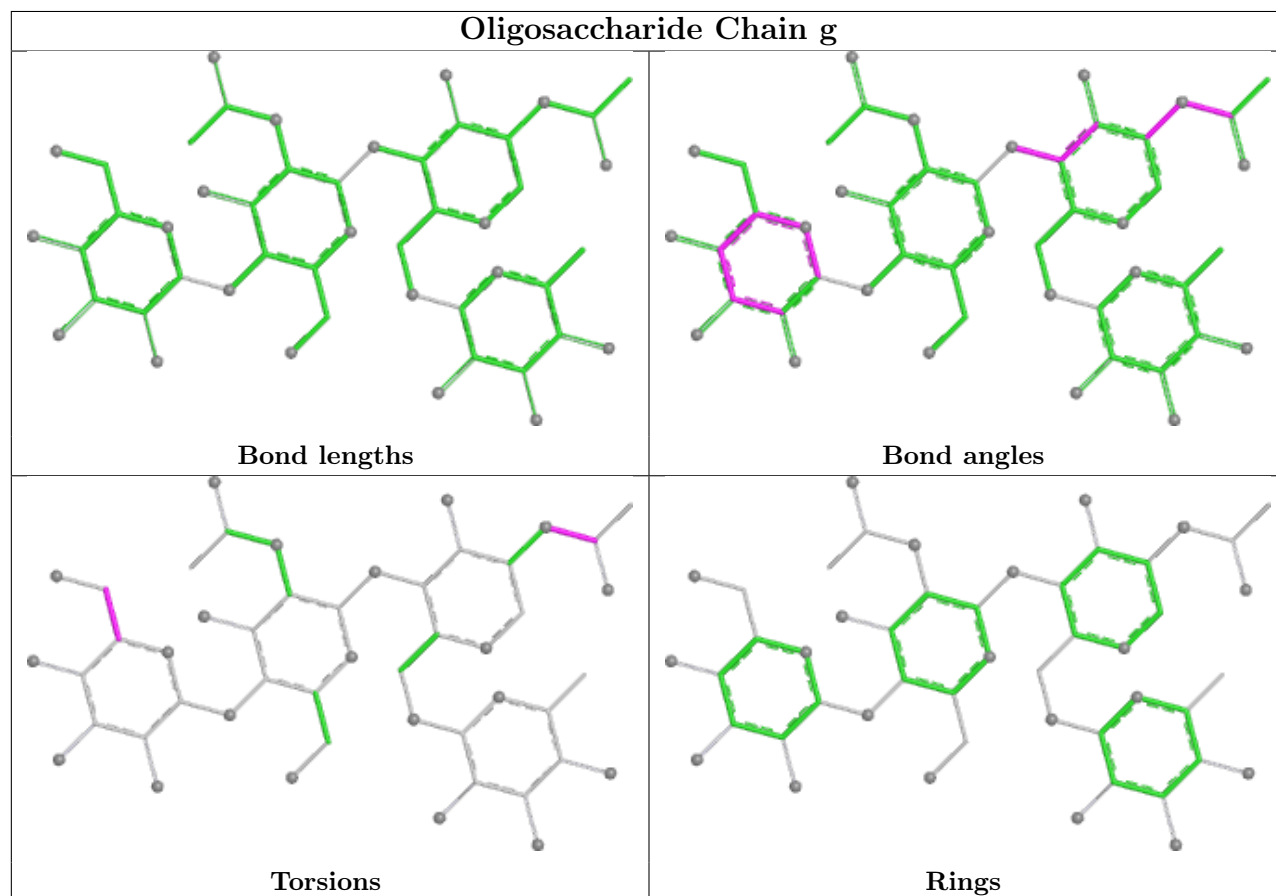 Oligosaccharide Chain g
Bond lengths
Bond angles
Torsions
Rings